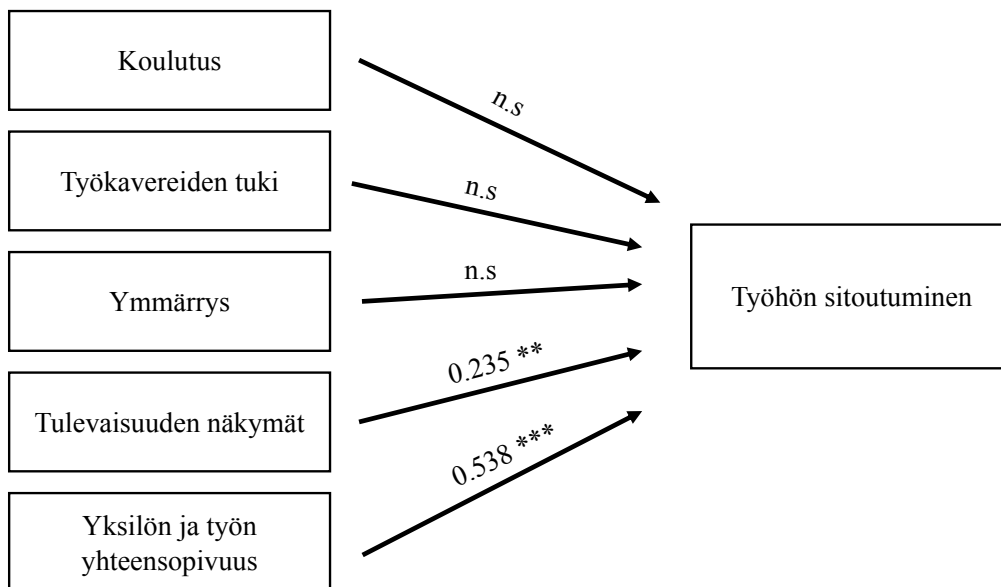 Koulutus
n.s
Työkavereiden tuki
n.s
Ymmärrys
n.s
Työhön sitoutuminen
Tulevaisuuden näkymät
0.235 **
Yksilön ja työn
yhteensopivuus
0.538 ***